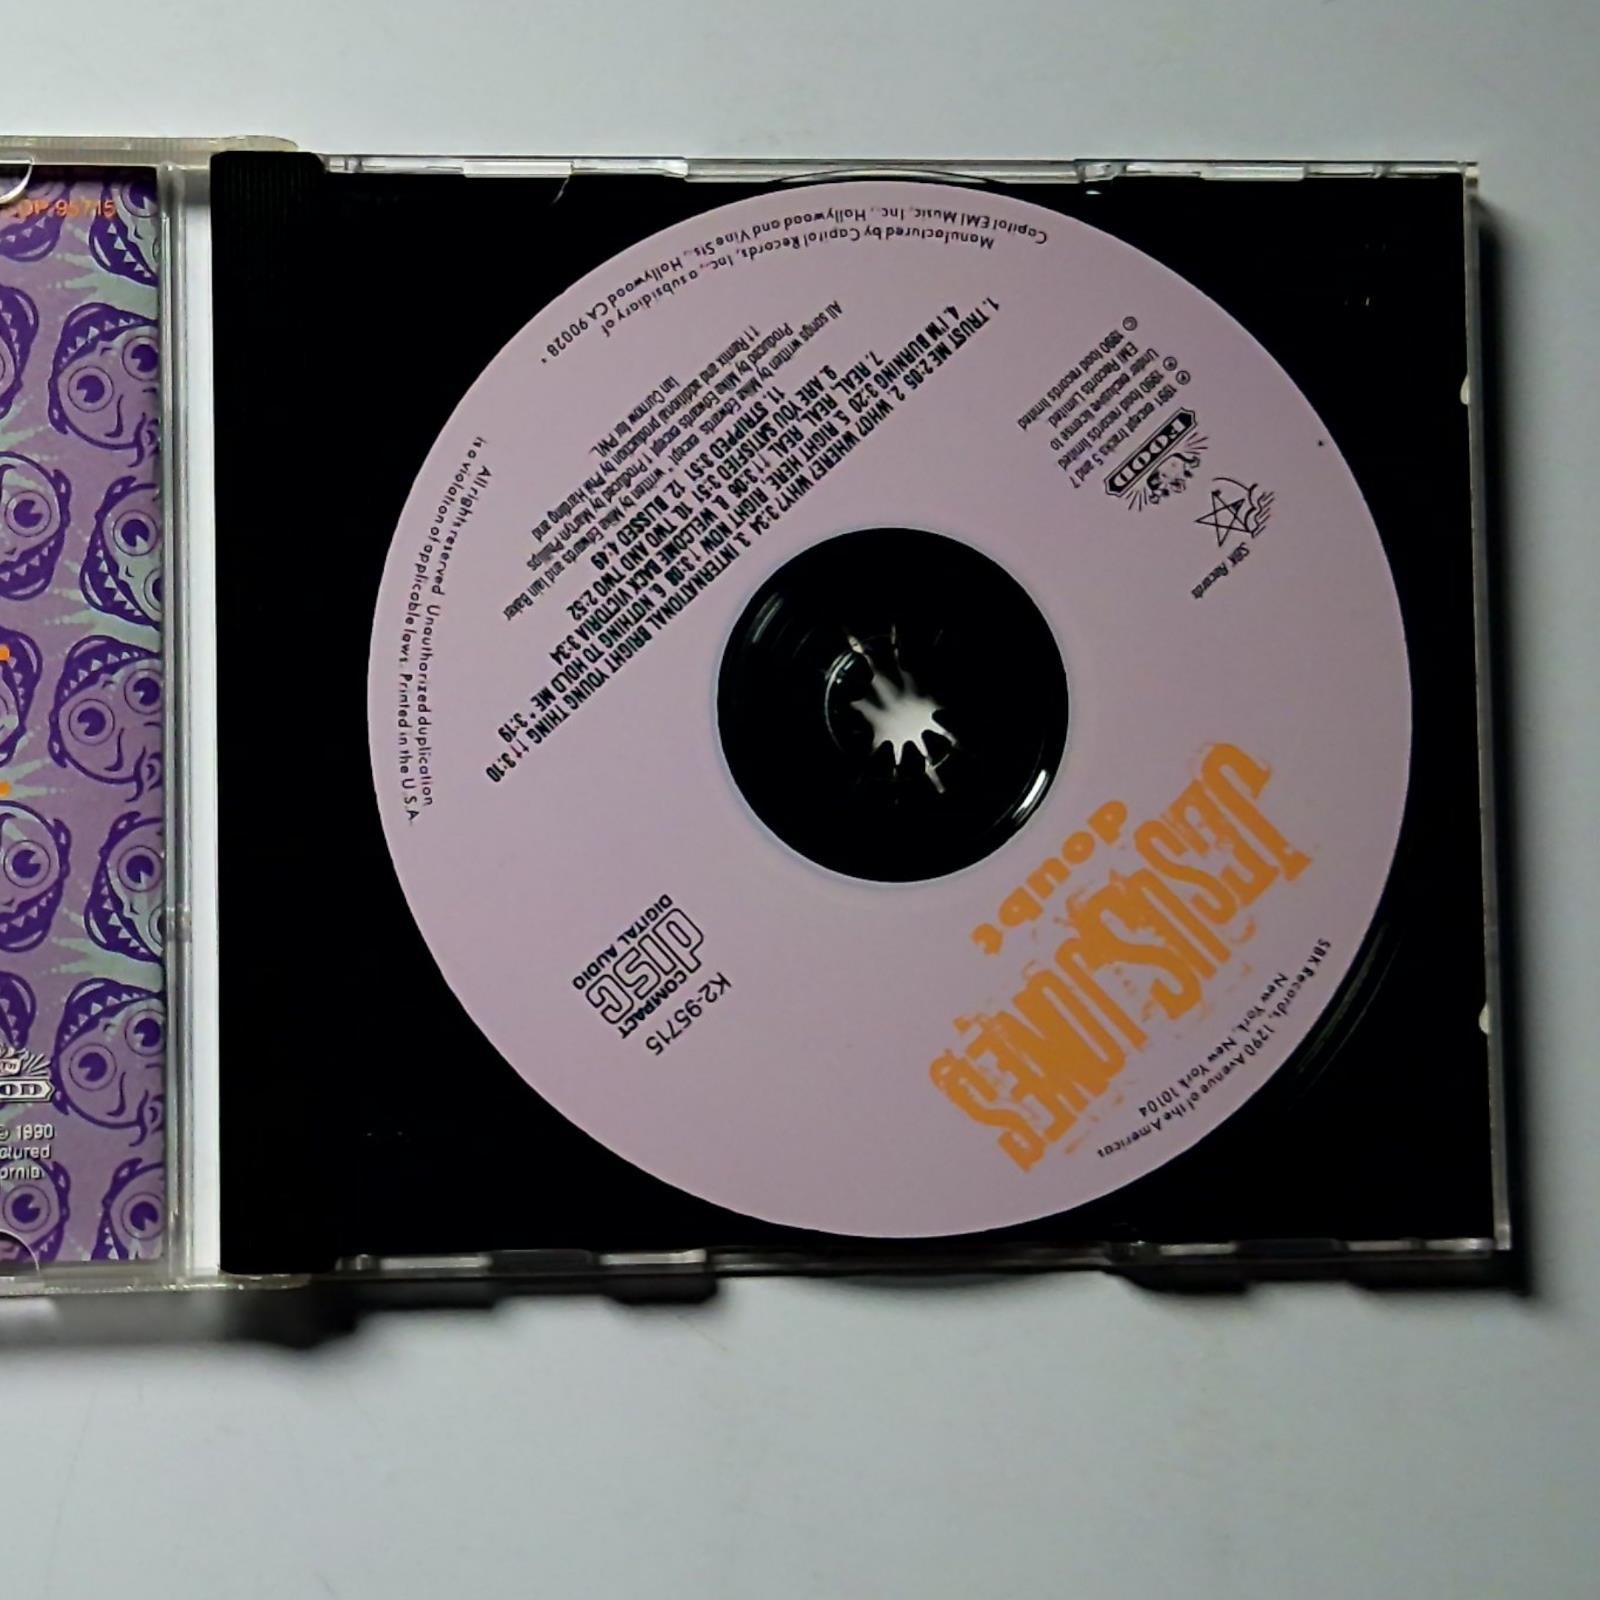 OP-95715
© 1990
JESUS JONES
doubt
SBK Records, 1290 Avenue of the Americas
New York, New York 10104
COMPACT
disc
DIGITAL AUDIO
K2-95715
SBK Records
FOOD
℗ 1991 except tracks 5 and 7
℗ 1990 food records limited
Under exclusive license to
EMI Records Limited.
© 1990 food records limited
1. TRUST ME 2:05 2. WHO? WHERE? WHY? 3:34 3. INTERNATIONAL BRIGHT YOUNG THING †† 3:10
4. I'M BURNING 3:20 5. RIGHT HERE, RIGHT NOW † 3:08 6. NOTHING TO HOLD ME * 3:19
7. REAL, REAL, REAL. †† 3:06 8. WELCOME BACK VICTORIA 3:34
9. ARE YOU SATISFIED 3:51 10. TWO AND TWO 2:52
11. STRIPPED 3:51 12. BLISSED 4:49
All songs written by Mike Edwards except * written by Mike Edwards and Iain Baker
Produced by Mike Edwards except † Produced by Martyn Phillips
†† Remix and additional production by Phil Harding and
Ian Curnow for PWL
Manufactured by Capitol Records, Inc., a subsidiary of
Capitol EMI Music, Inc., Hollywood and Vine Sts., Hollywood CA 90028
All rights reserved. Unauthorized duplication
is a violation of applicable laws. Printed in the U.S.A.